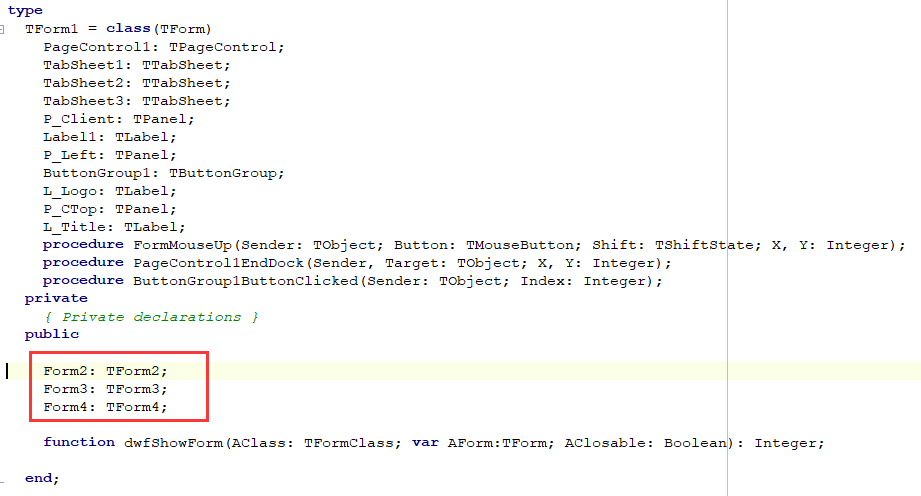 type
TForm1 = class(TForm)
PageControl1: TPageControl;
TabSheet1: TTabSheet;
TabSheet2: TTabSheet;
TabSheet3: TTabSheet;
P_Client: TPanel;
Label1: TLabel;
P_Left: TPanel;
ButtonGroup1: TButtonGroup;
L_Logo: TLabel;
P_CTop: TPanel;
L_Title: TLabel;
procedure FormMouseUp(Sender: TObject; Button: TMouseButton; Shift: TShiftState; X, Y: Integer);
procedure PageControl1EndDock(Sender, Target: TObject; X, Y: Integer);
procedure ButtonGroup1ButtonClicked(Sender: TObject; Index: Integer);
private
{ Private declarations }
public
Form2: TForm2;
Form3: TForm3;
Form4: TForm4;
function dwfShowForm(AClass: TFormClass; var AForm:TForm; AClosable: Boolean): Integer;
end;